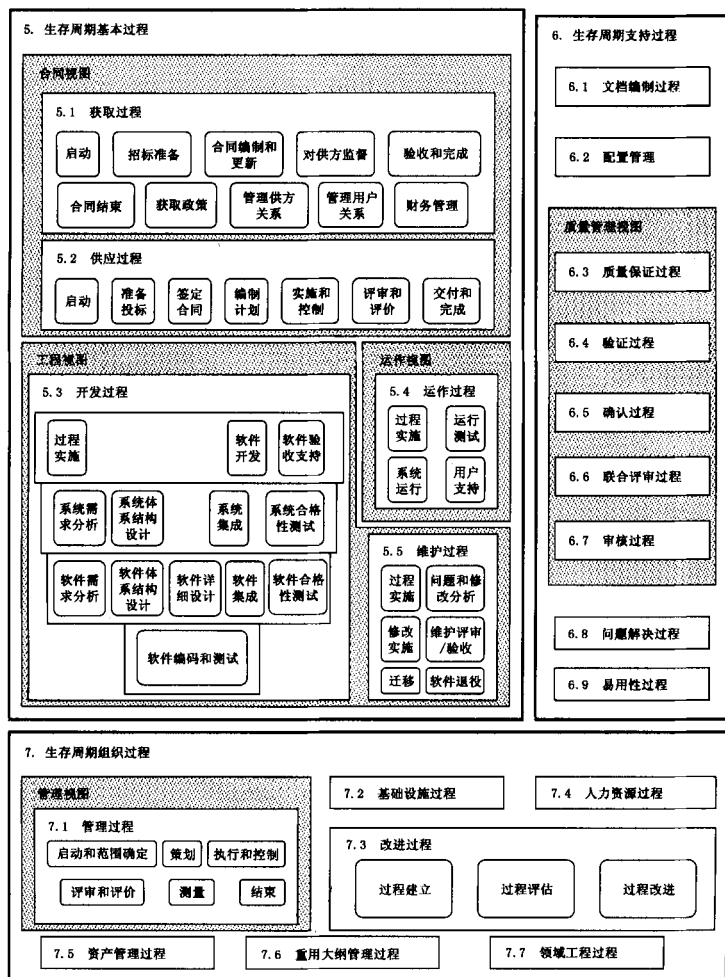 5. 生存周期基本过程
合同视图
5.1 获取过程
启动
招标准备
合同编制和
更新
对供方监督
验收和完成
合同结束
获取政策
管理供方
关系
管理用户
关系
财务管理
5.2 供应过程
启动
准备
投标
签定
合同
编制
计划
实施和
控制
评审和
评价
交付和
完成
工程视图
5.3 开发过程
过程
实施
软件
开发
软件验
收支持
系统需
求分析
系统体
系结构
设计
系统
集成
系统合格
性测试
软件需
求分析
软件体
系结构
设计
软件详
细设计
软件
集成
软件合格
性测试
软件编码和测试
运作视图
5.4 运作过程
过程
实施
运行
测试
系统
运行
用户
支持
5.5 维护过程
过程
实施
问题和修
改分析
修改
实施
维护评审
/验收
迁移
软件退役
6. 生存周期支持过程
6.1 文档编制过程
6.2 配置管理
质量管理视图
6.3 质量保证过程
6.4 验证过程
6.5 确认过程
6.6 联合评审过程
6.7 审核过程
6.8 问题解决过程
6.9 易用性过程
7. 生存周期组织过程
管理视图
7.1 管理过程
启动和范围确定
策划
执行和控制
评审和评价
测量
结束
7.2 基础设施过程
7.4 人力资源过程
7.3 改进过程
过程建立
过程评估
过程改进
7.5 资产管理过程
7.6 重用大纲管理过程
7.7 领域工程过程